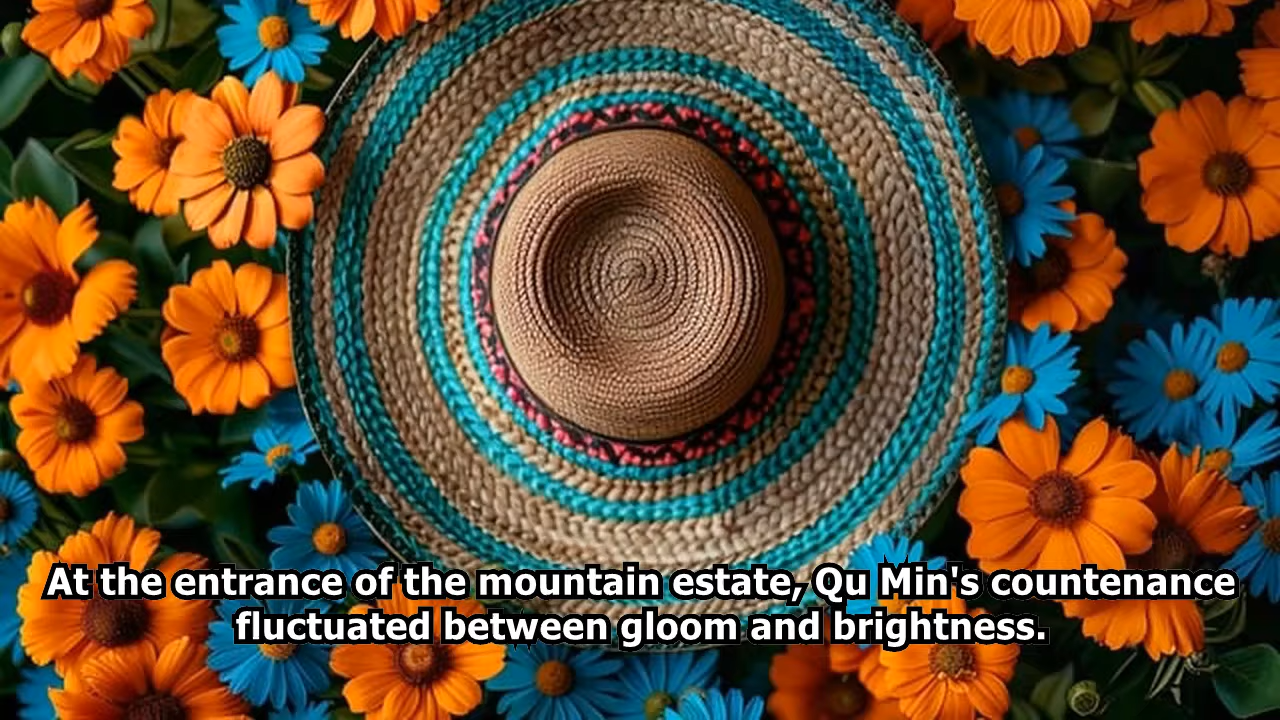 At the entrance of the mountain estate, Qu Min's countenance
fluctuated between gloom and brightness.